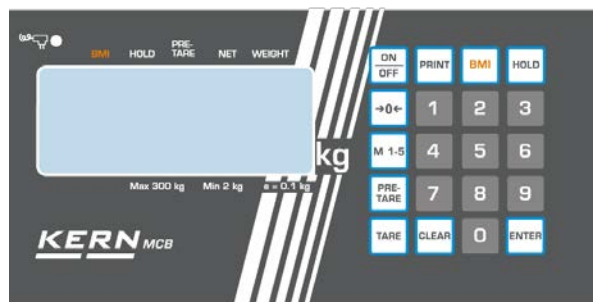 BMI HOLD PRE-TARE NET WEIGHT
kg
Max 300 kg Min 2 kg e = 0.1 kg
KERN MCB
ON OFF PRINT BMI HOLD
→0← 1 2 3
M 1-5 4 5 6
PRE-TARE 7 8 9
TARE CLEAR 0 ENTER